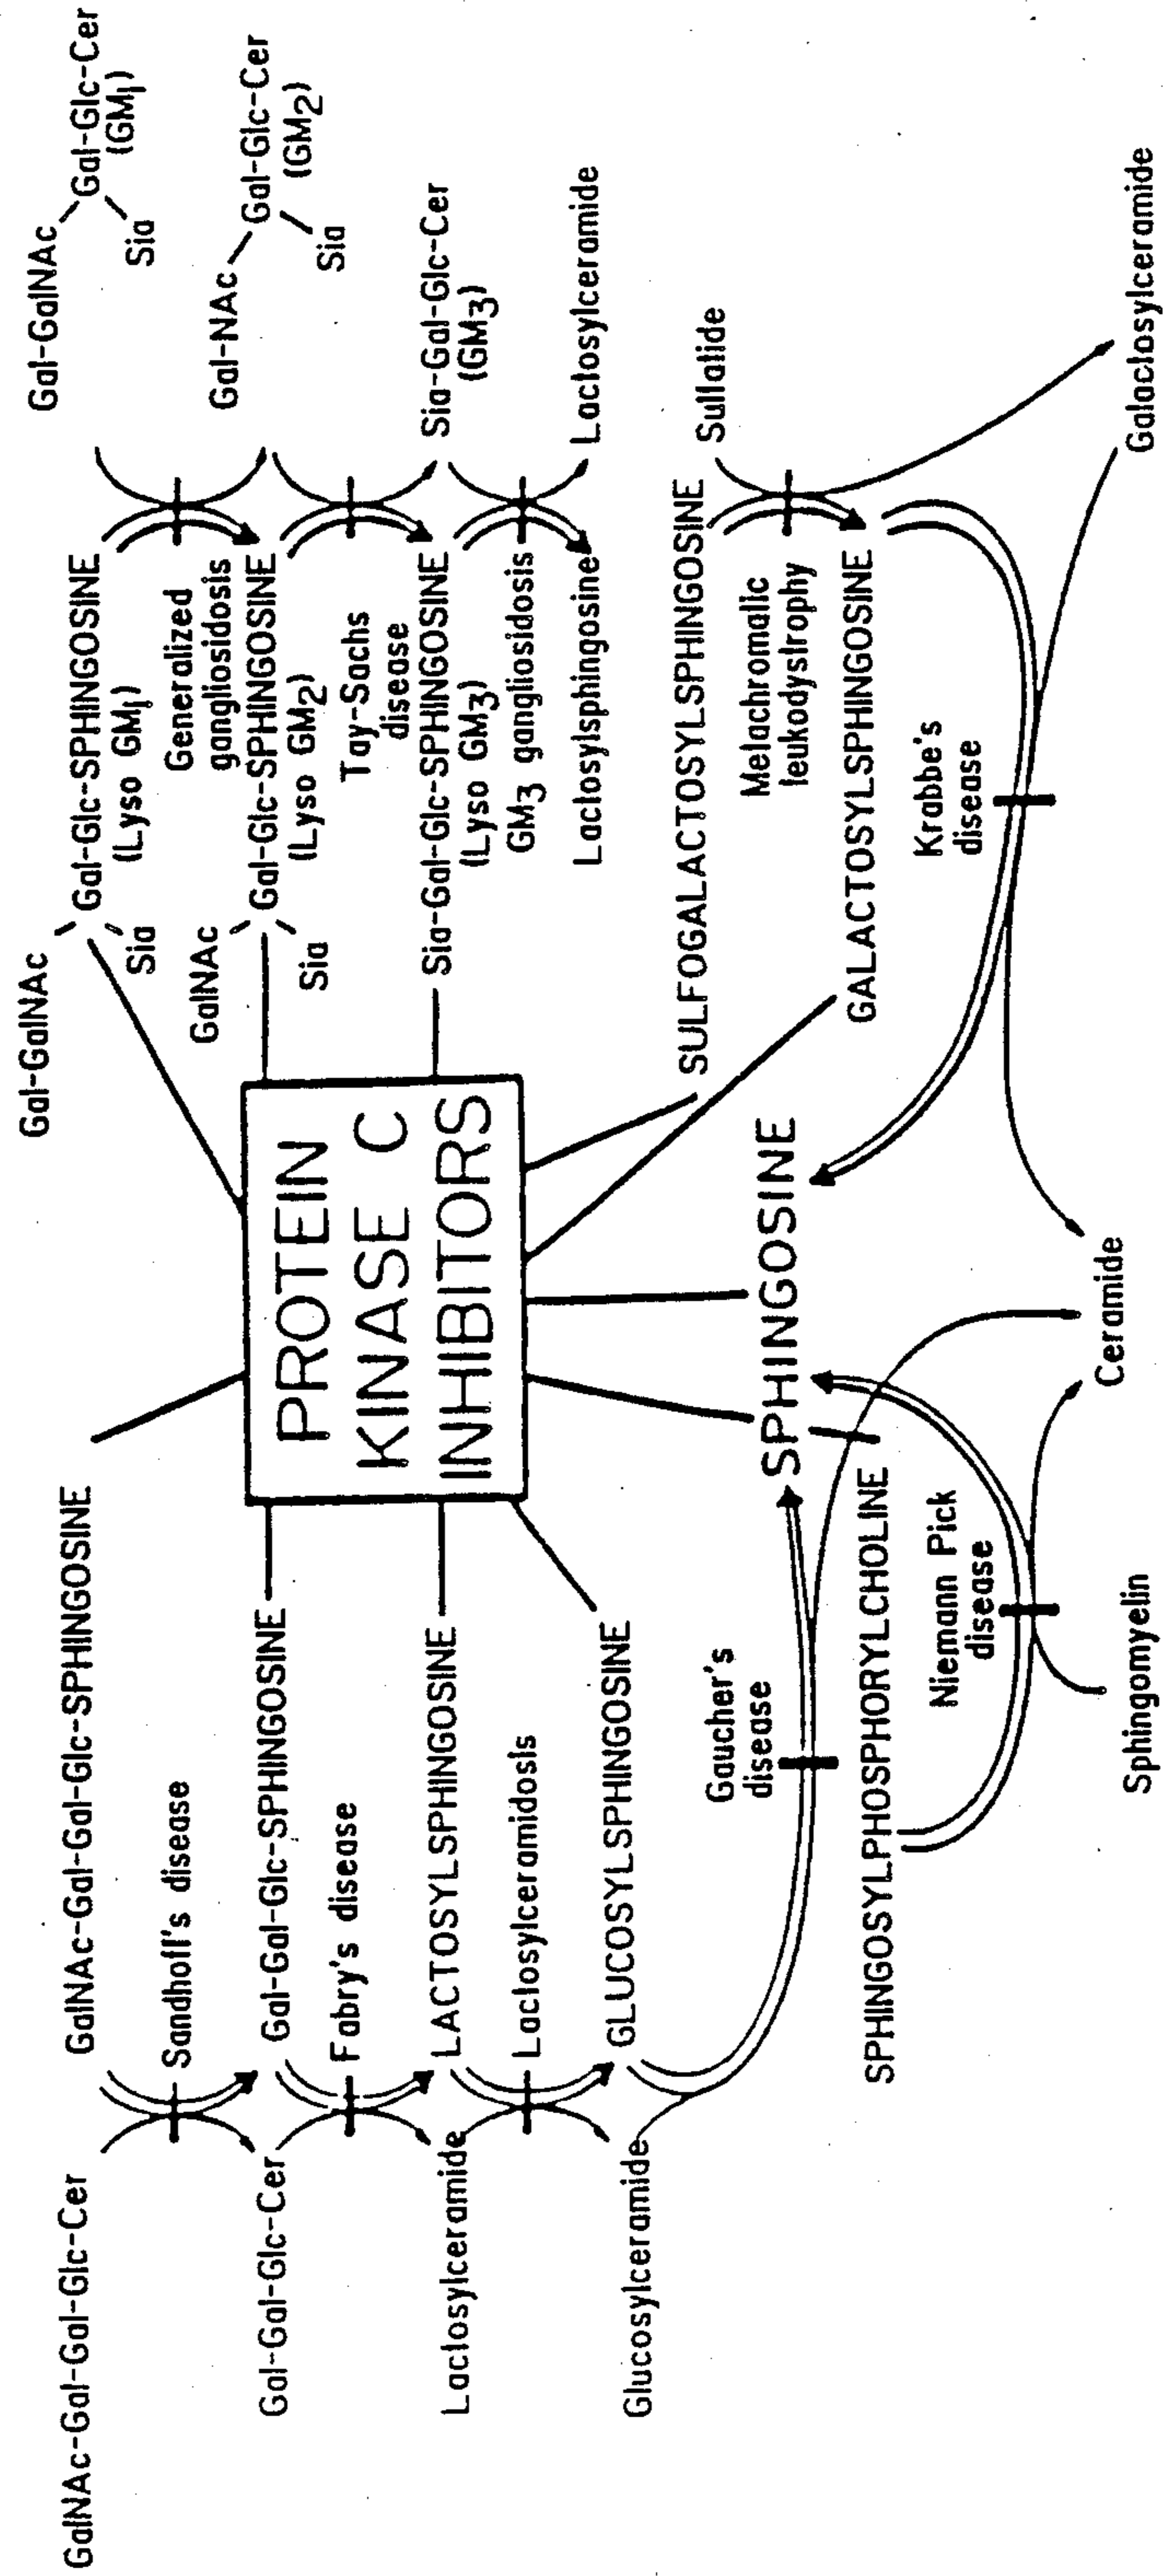 GalNAc-Gal-Gal-Glc-Cer
GalNAc-Gal-Gal-Glc-SPHINGOSINE
Sandhoff's disease
Gal-Gal-Glc-Cer
Gal-Gal-Glc-SPHINGOSINE
Fabry's disease
Lactosylceramide
LACTOSYLSPHINGOSINE
Lactosylceramidosis
Glucosylceramide
GLUCOSYLSPHINGOSINE
Gaucher's
disease
SPHINGOSYLPHOSPHORYLCHOLINE
Niemann Pick
disease
Sphingomyelin
PROTEIN
KINASE C
INHIBITORS
SPHINGOSINE
Ceramide
Gal-GalNAc
Gal-Glc-SPHINGOSINE
Sia
(Lyso GM1)
Generalized
gangliosidosis
GalNAc
Gal-Glc-SPHINGOSINE
Sia
(Lyso GM2)
Tay-Sachs
disease
Sia-Gal-Glc-SPHINGOSINE
(Lyso GM3)
GM3 gangliosidosis
Lactosylsphingosine
SULFOGALACTOSYLSPHINGOSINE
Melachromalic
leukodystrophy
GALACTOSYLSPHINGOSINE
Krabbe's
disease
Gal-GalNAc
Gal-Glc-Cer
Sia
(GM1)
Gal-NAc
Gal-Glc-Cer
Sia
(GM2)
Sia-Gal-Glc-Cer
(GM3)
Lactosylceramide
Sulfatide
Galactosylceramide